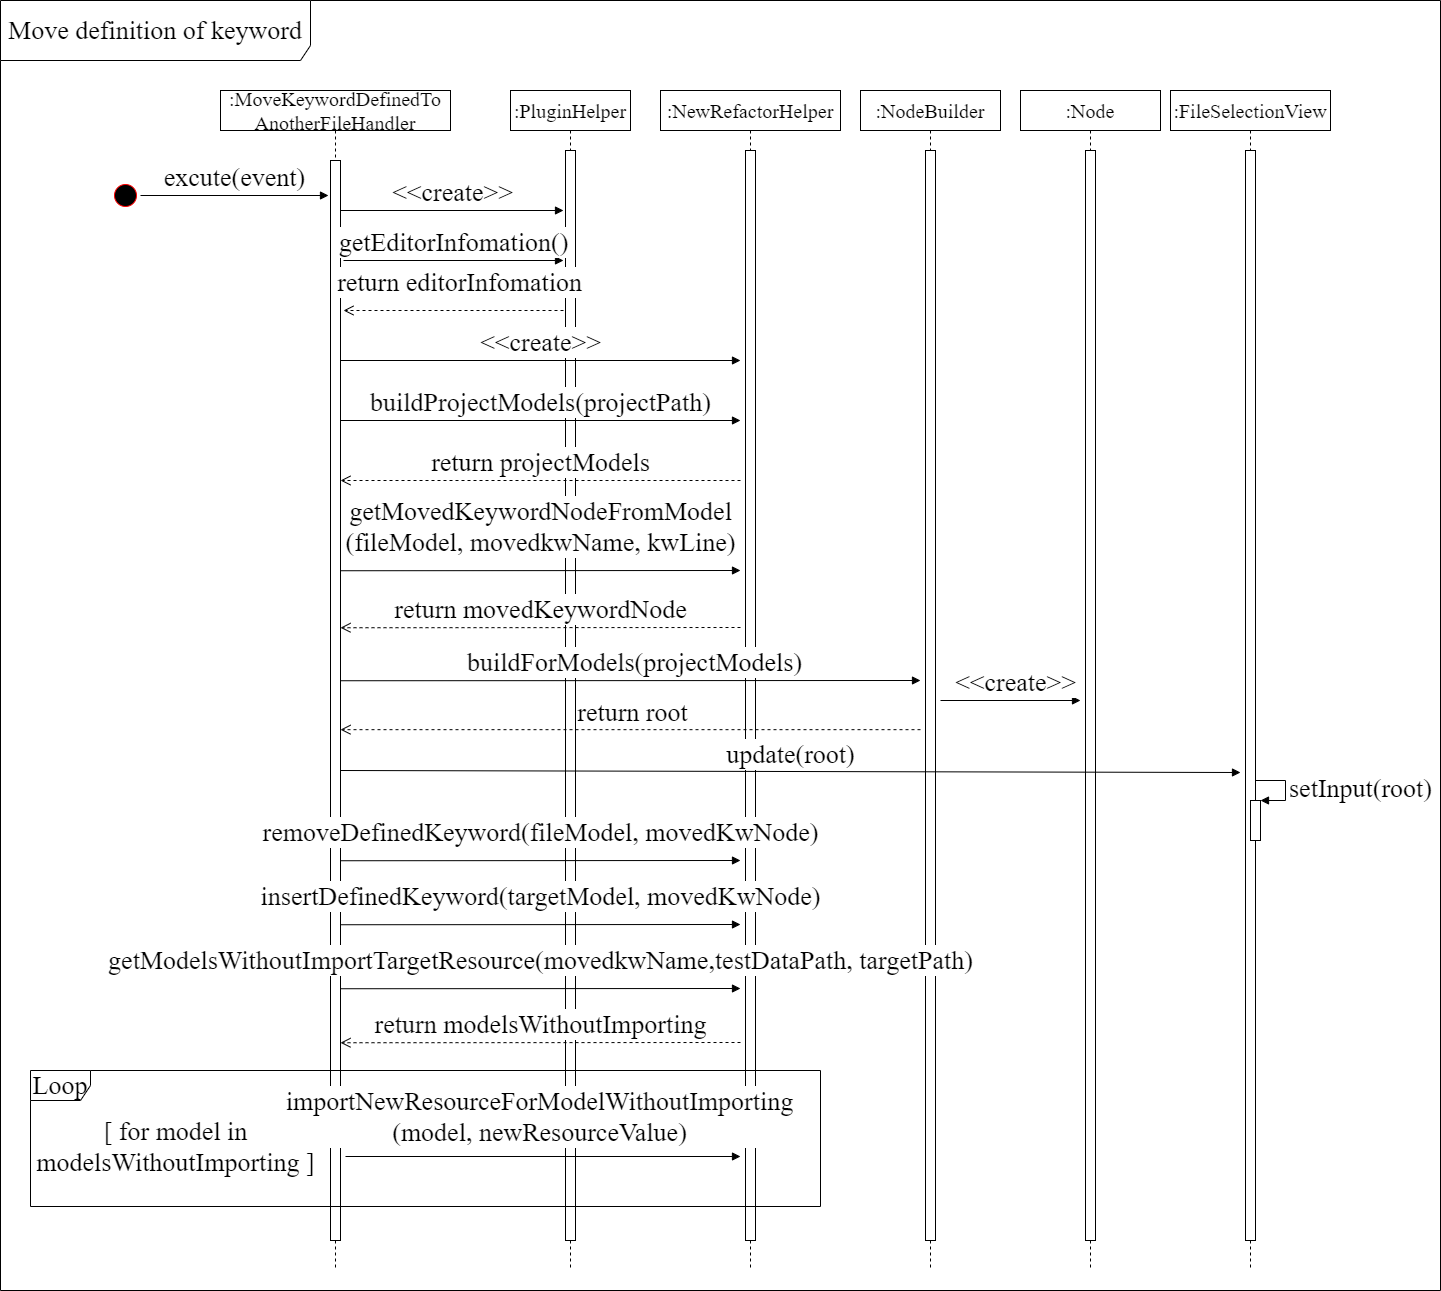 Move definition of keyword
:MoveKeywordDefinedTo
AnotherFileHandler
:PluginHelper
:NewRefactorHelper
:NodeBuilder
:Node
:FileSelectionView
excute(event)
<<create>>
getEditorInfomation()
return editorInfomation
<<create>>
buildProjectModels(projectPath)
return projectModels
getMovedKeywordNodeFromModel
(fileModel, movedkwName, kwLine)
return movedKeywordNode
buildForModels(projectModels)
<<create>>
return root
update(root)
setInput(root)
removeDefinedKeyword(fileModel, movedKwNode)
insertDefinedKeyword(targetModel, movedKwNode)
getModelsWithoutImportTargetResource(movedkwName,testDataPath, targetPath)
return modelsWithoutImporting
Loop
importNewResourceForModelWithoutImporting
(model, newResourceValue)
[ for model in
modelsWithoutImporting ]